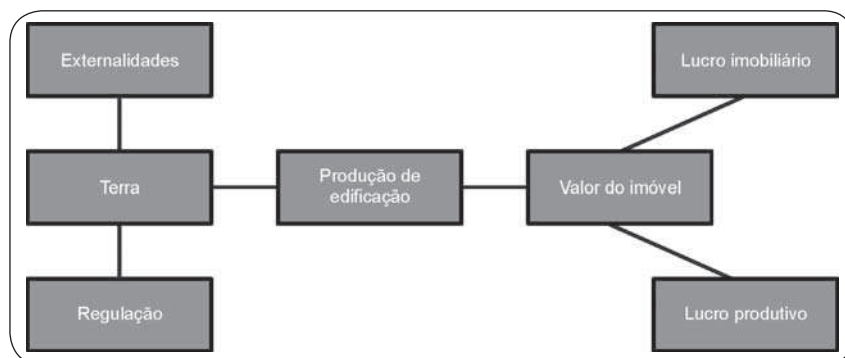 Externalidades
Lucro imobiliário
Terra
Produção de
edificação
Valor do imóvel
Regulação
Lucro produtivo